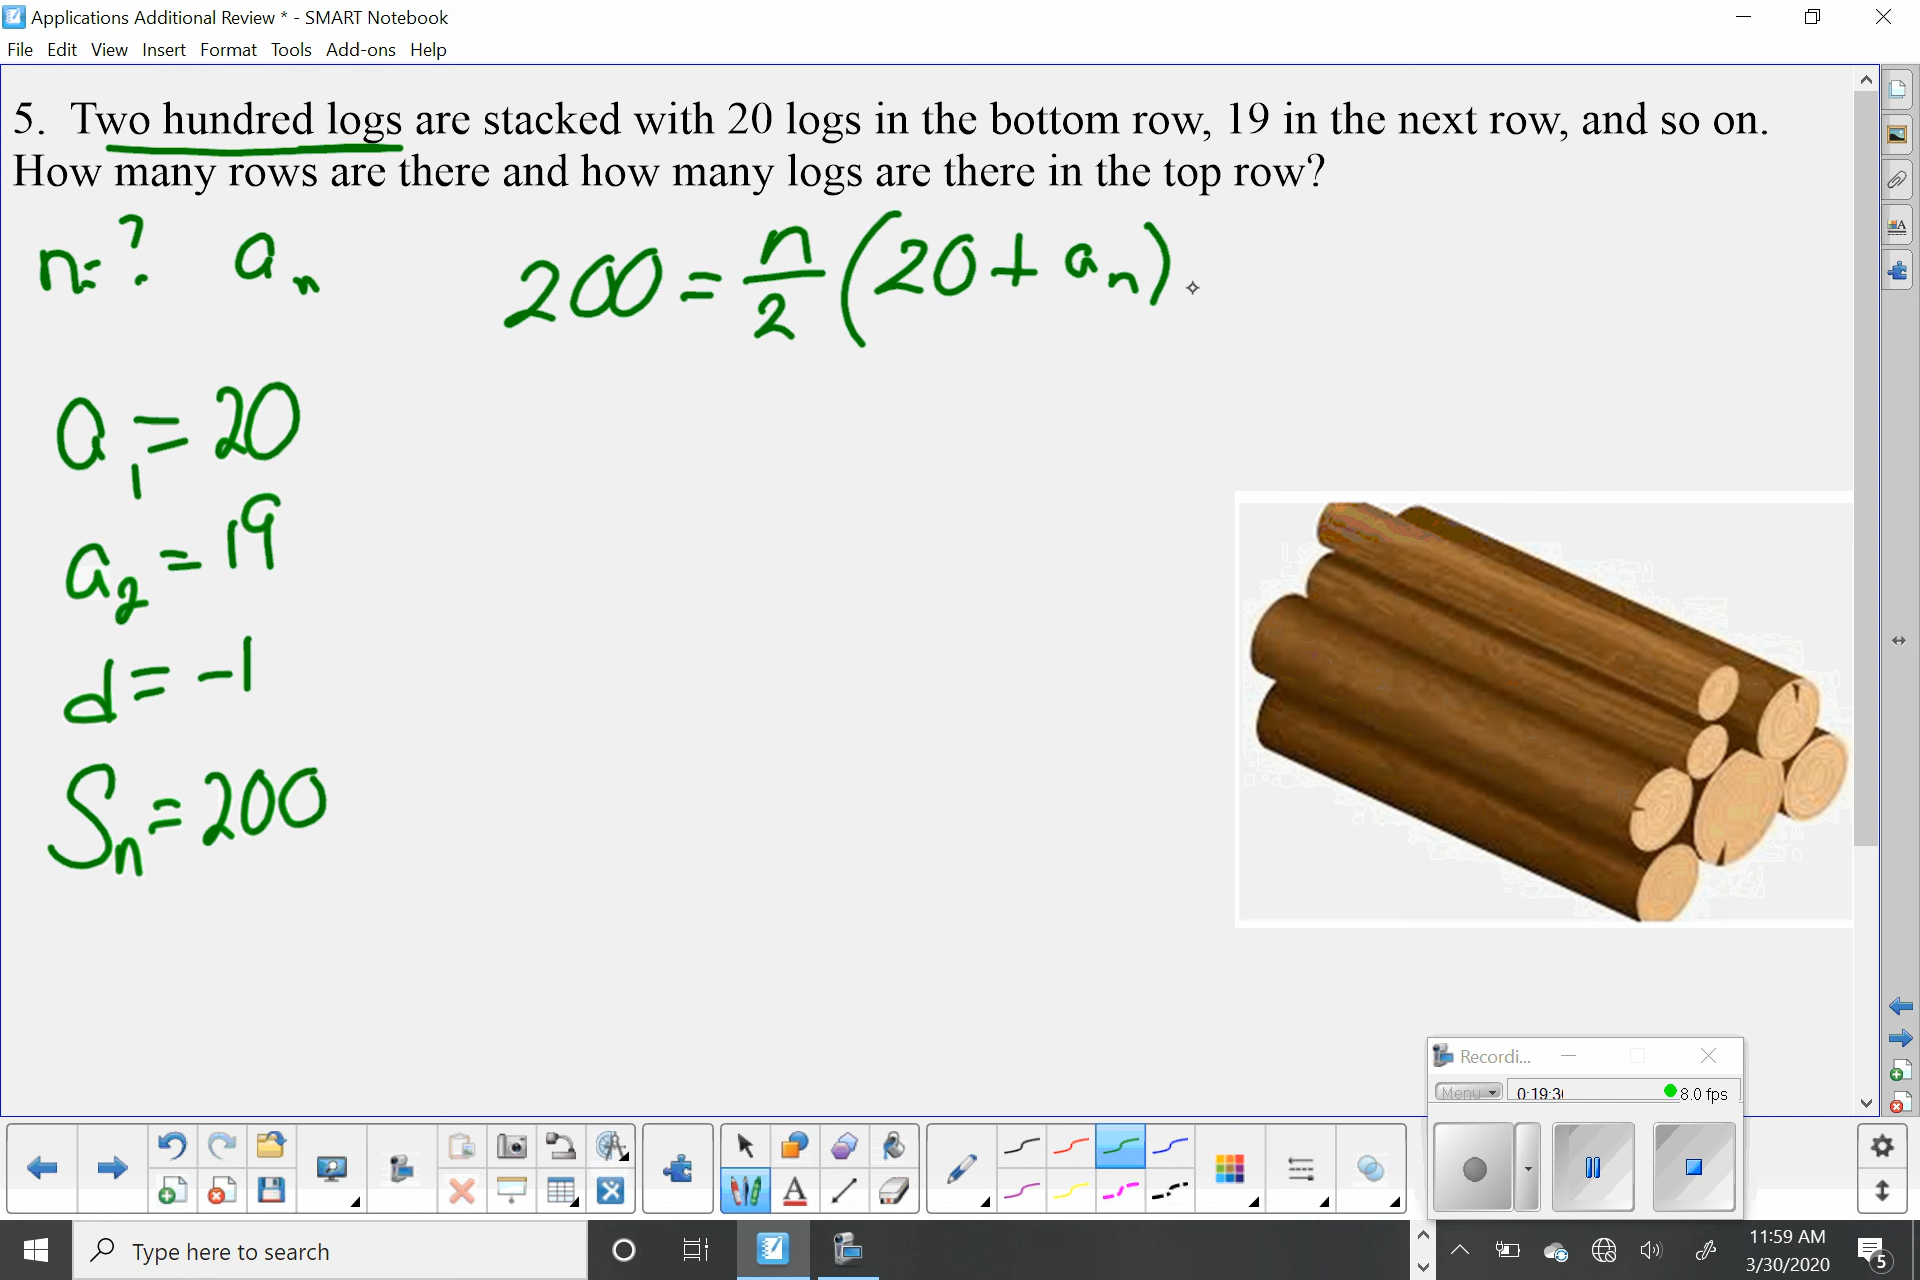 Applications Additional Review * - SMART Notebook
File Edit View Insert Format Tools Add-ons Help
5. Two hundred logs are stacked with 20 logs in the bottom row, 19 in the next row, and so on.
How many rows are there and how many logs are there in the top row?
n=? aₙ
200 = n/2 (20 + aₙ)
a₁ = 20
a₂ = 19
d = -1
Sₙ = 200
Recordi...
Menu 0:19:3 8.0 fps
Type here to search
11:59 AM
3/30/2020
5